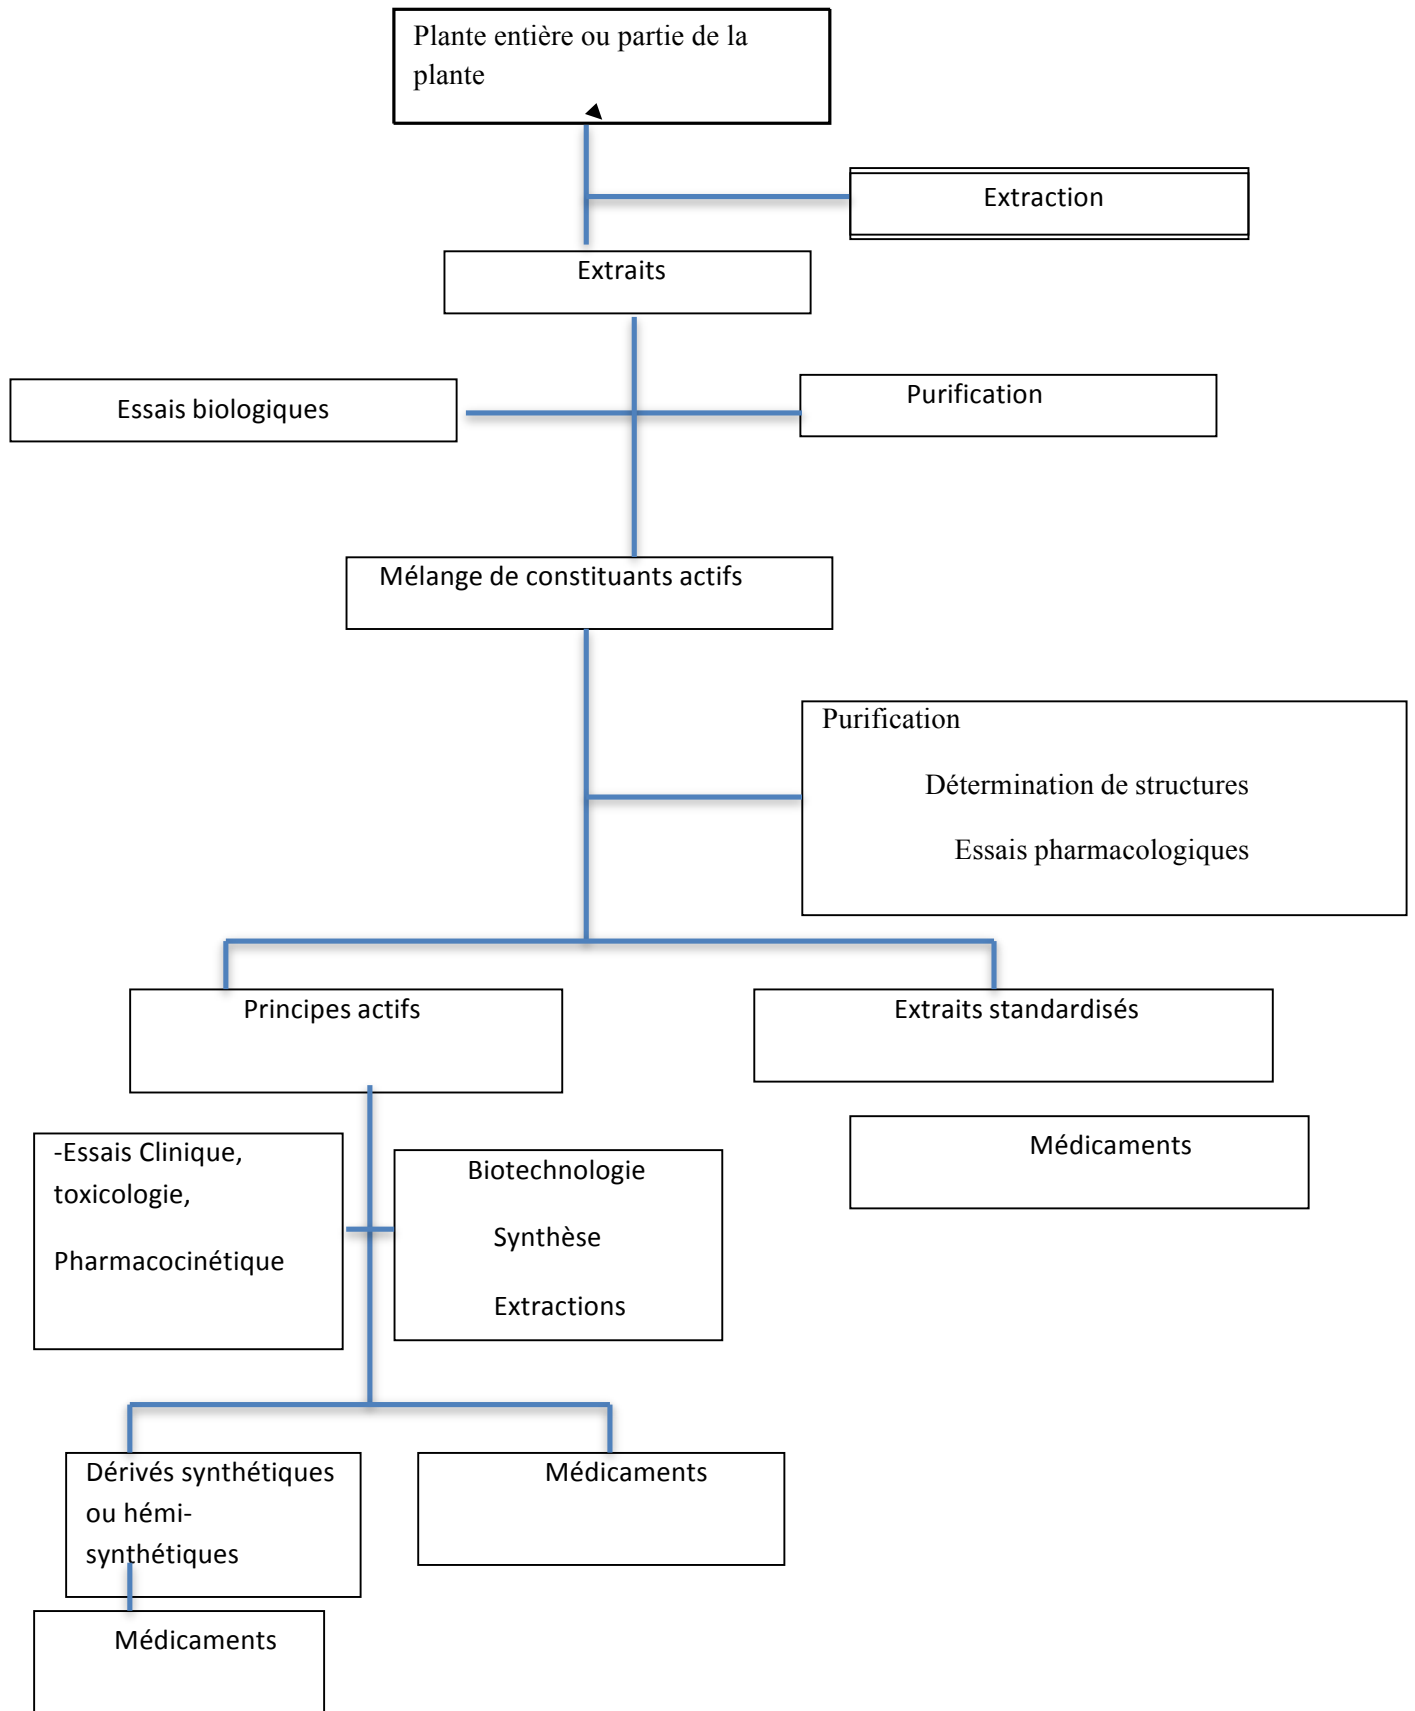 Plante entière ou partie de la
plante
Extraction
Extraits
Essais biologiques
Purification
Mélange de constituants actifs
Purification
Détermination de structures
Essais pharmacologiques
Principes actifs
Extraits standardisés
-Essais Clinique,
toxicologie,
Pharmacocinétique
Biotechnologie
Synthèse
Extractions
Médicaments
Dérivés synthétiques
ou hémi-
synthétiques
Médicaments
Médicaments